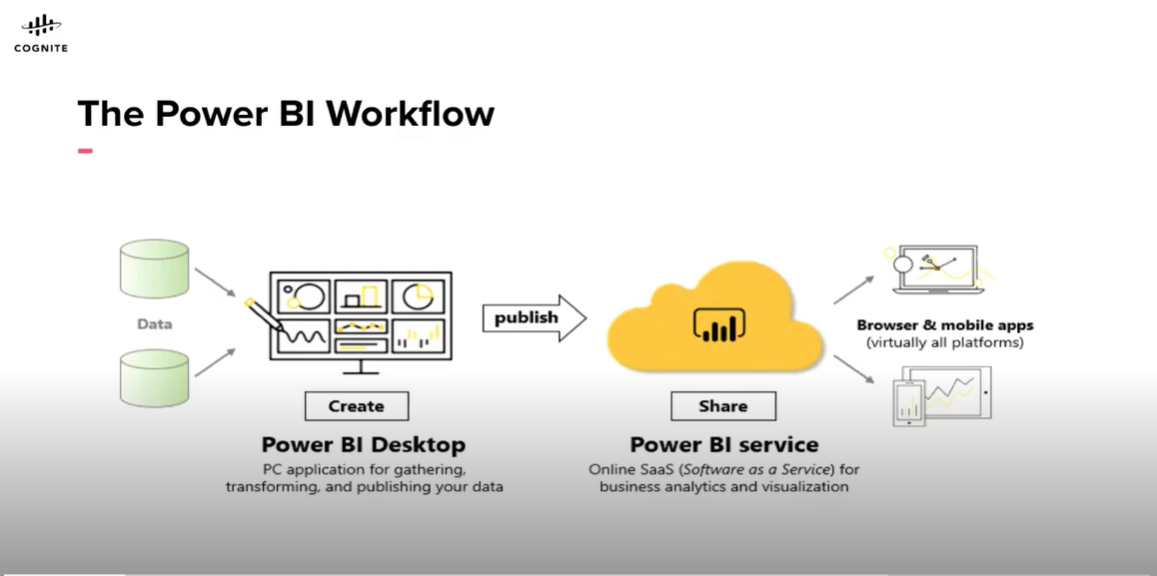 COGNITE
The Power BI Workflow
Data
publish
Create
Power BI Desktop
PC application for gathering,
transforming, and publishing your data
Share
Power BI service
Online SaaS (Software as a Service) for
business analytics and visualization
Browser & mobile apps
(virtually all platforms)